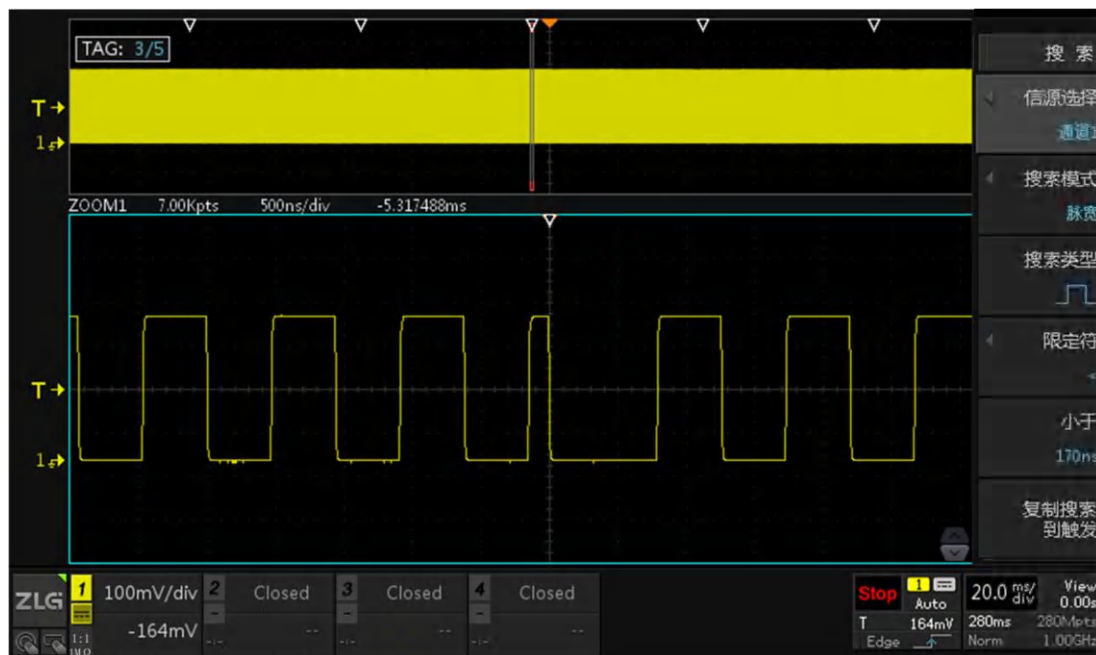 TAG: 3/5
T
1
ZOOM1 7.00Kpts 500ns/div -5.317488ms
T
1
搜 索
信源选择
通道1
搜索模式
脉宽
搜索类型
限定符
<
小于
170ns
复制搜索
到触发
ZLG
1 100mV/div
-164mV
1:1
2 Closed
--
3 Closed
--
4 Closed
--
Stop
1
Auto
T 164mV
Edge
20.0 ms/div
View
0.00s
280ms 280Mpts
Norm 1.00GHz